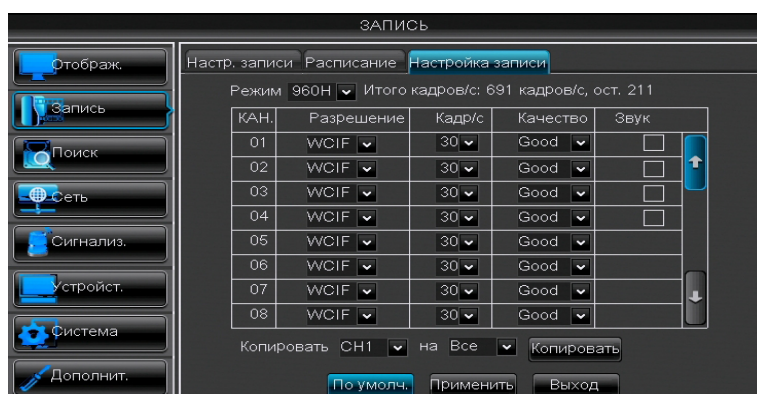 ЗАПИСЬ
Отображ.
Запись
Поиск
Сеть
Сигнализ.
Устройст.
Система
Дополнит.
Настр. записи Расписание Настройка записи
Режим 960H Итого кадров/с: 691 кадров/с, ост. 211
КАН. Разрешение Кадр/с Качество Звук
01 WCIF 30 Good
02 WCIF 30 Good
03 WCIF 30 Good
04 WCIF 30 Good
05 WCIF 30 Good
06 WCIF 30 Good
07 WCIF 30 Good
08 WCIF 30 Good
Копировать CH1 на Все Копировать
По умолч. Применить Выход